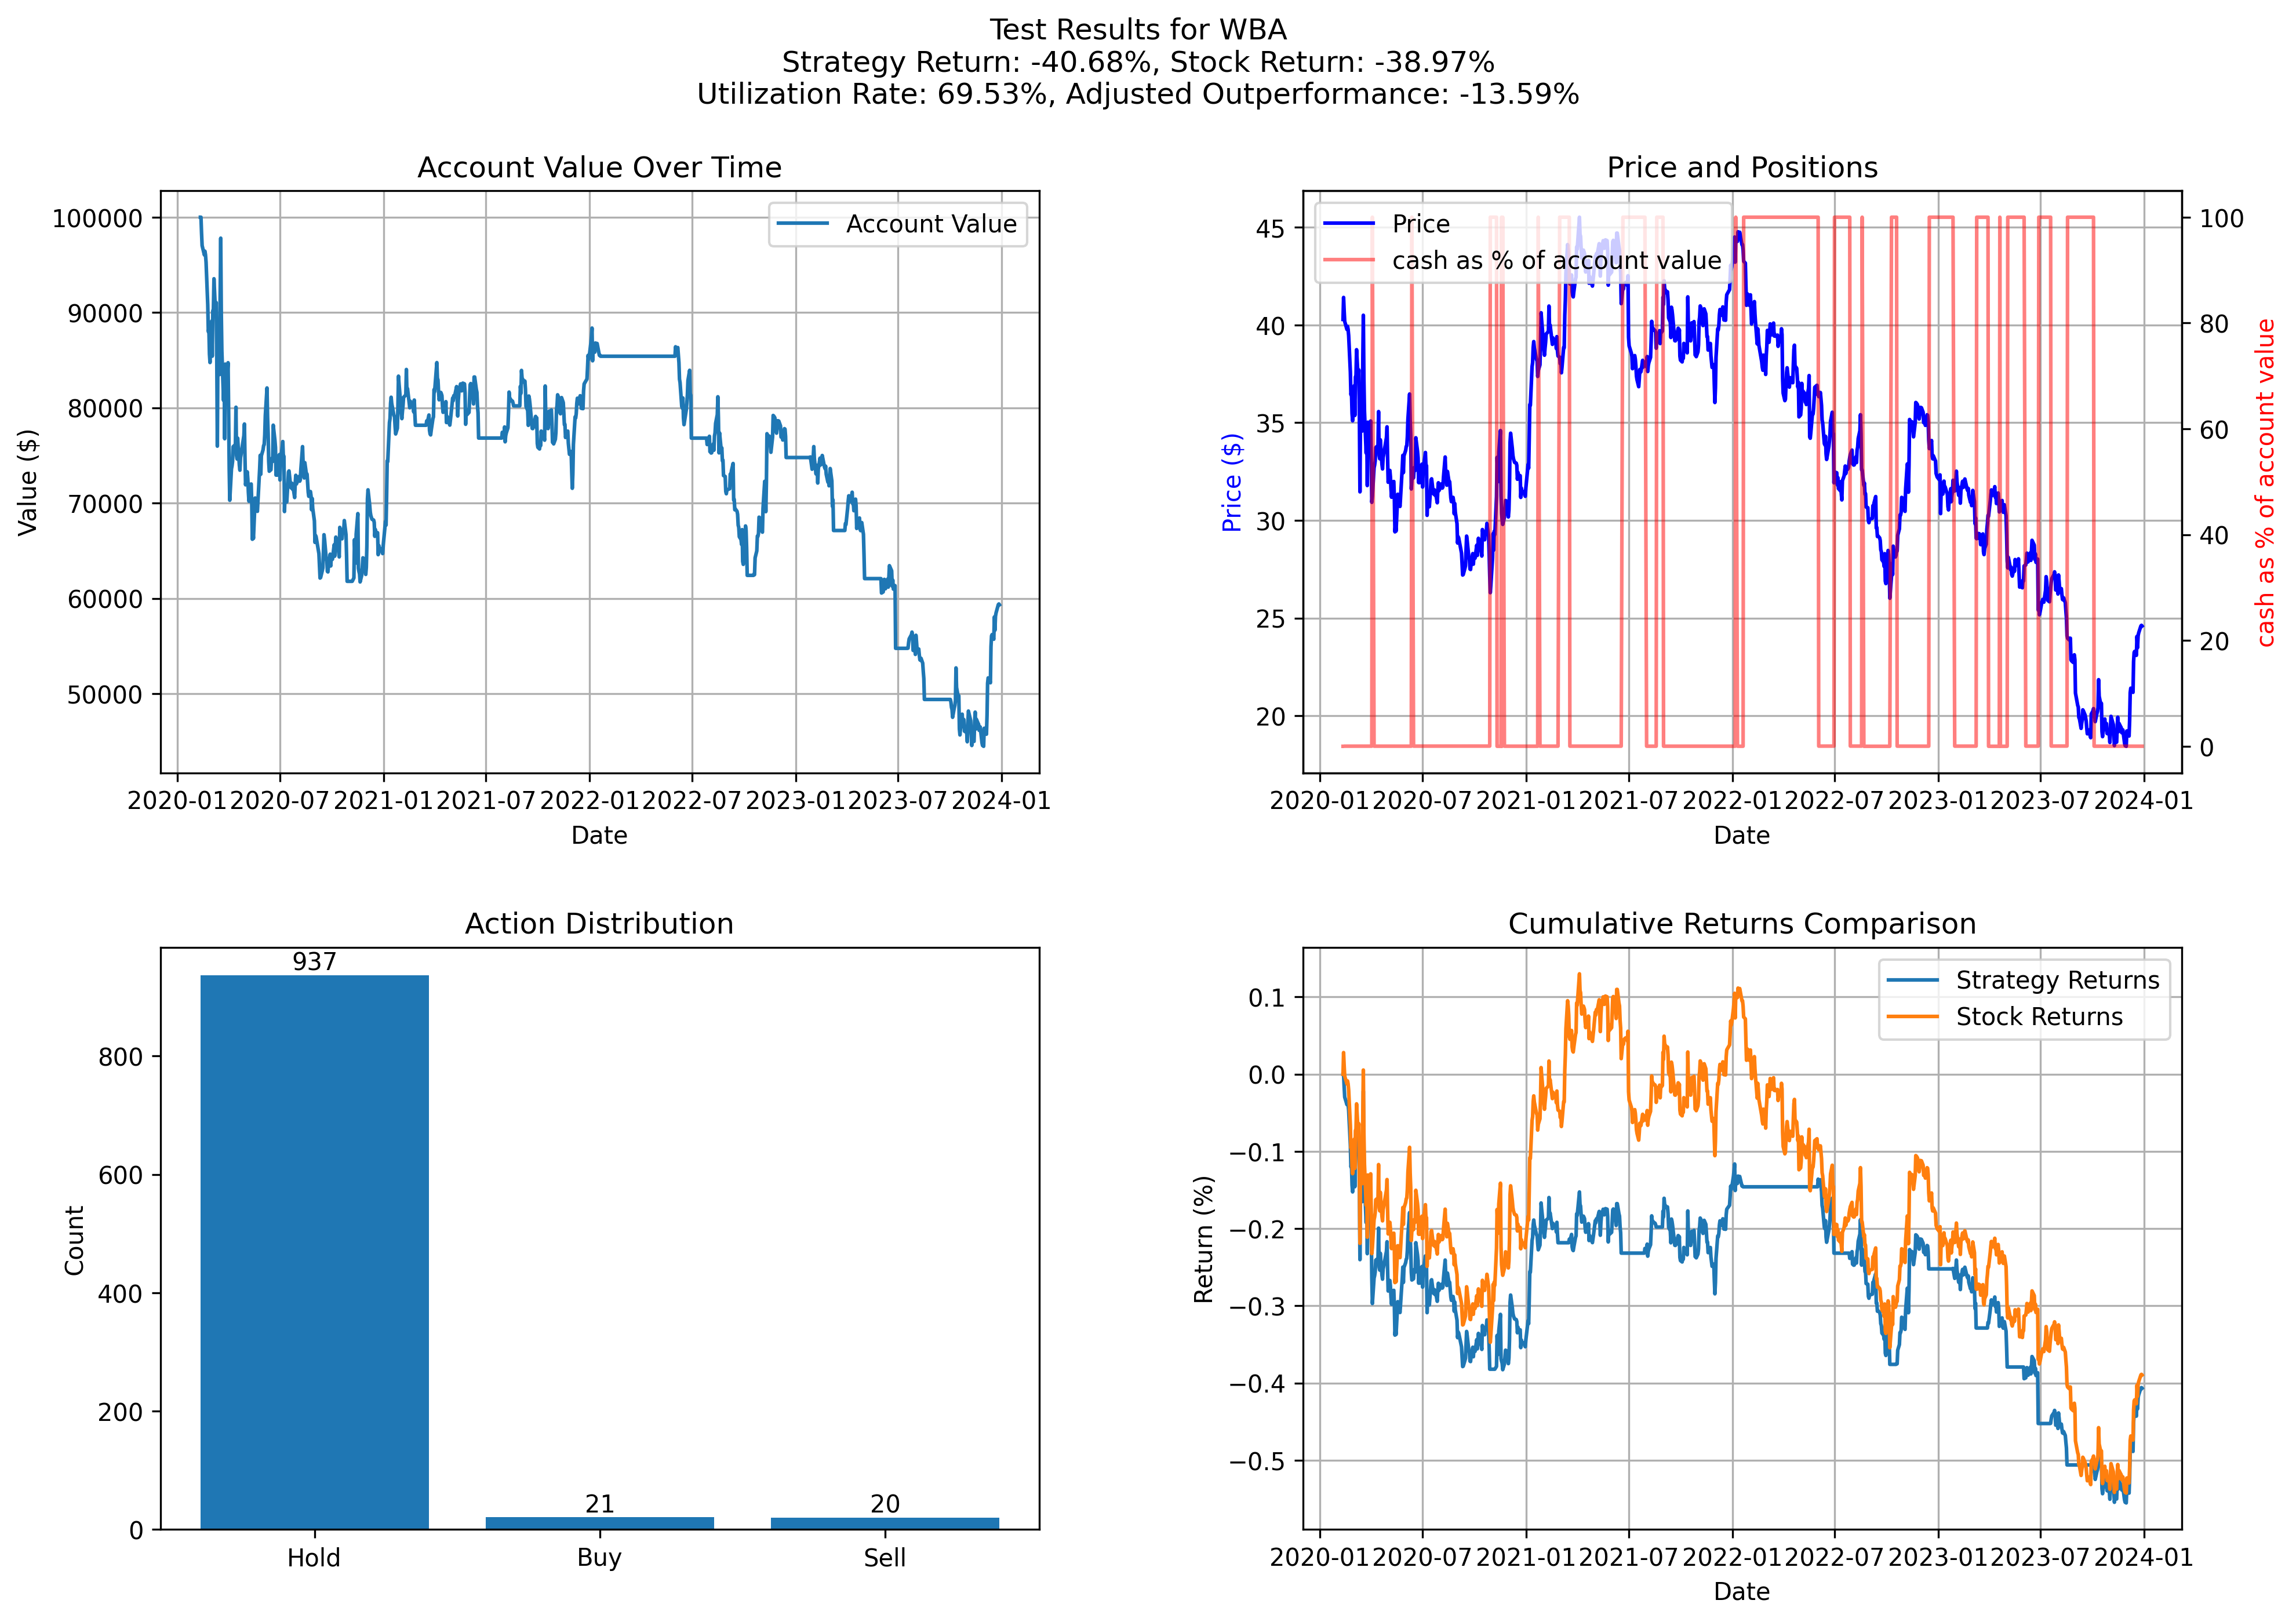 Test Results for WBA
Strategy Return: -40.68%, Stock Return: -38.97%
Utilization Rate: 69.53%, Adjusted Outperformance: -13.59%
Account Value Over Time
Account Value
100000
90000
80000
70000
60000
50000
Value ($)
2020-01 2020-07 2021-01 2021-07 2022-01 2022-07 2023-01 2023-07 2024-01
Date
Price and Positions
Price
cash as % of account value
45
40
35
30
25
20
Price ($)
100
80
60
40
20
0
cash as % of account value
2020-01 2020-07 2021-01 2021-07 2022-01 2022-07 2023-01 2023-07 2024-01
Date
Action Distribution
937
21
20
800
600
400
200
0
Count
Hold Buy Sell
Cumulative Returns Comparison
Strategy Returns
Stock Returns
0.1
0.0
−0.1
−0.2
−0.3
−0.4
−0.5
Return (%)
2020-01 2020-07 2021-01 2021-07 2022-01 2022-07 2023-01 2023-07 2024-01
Date